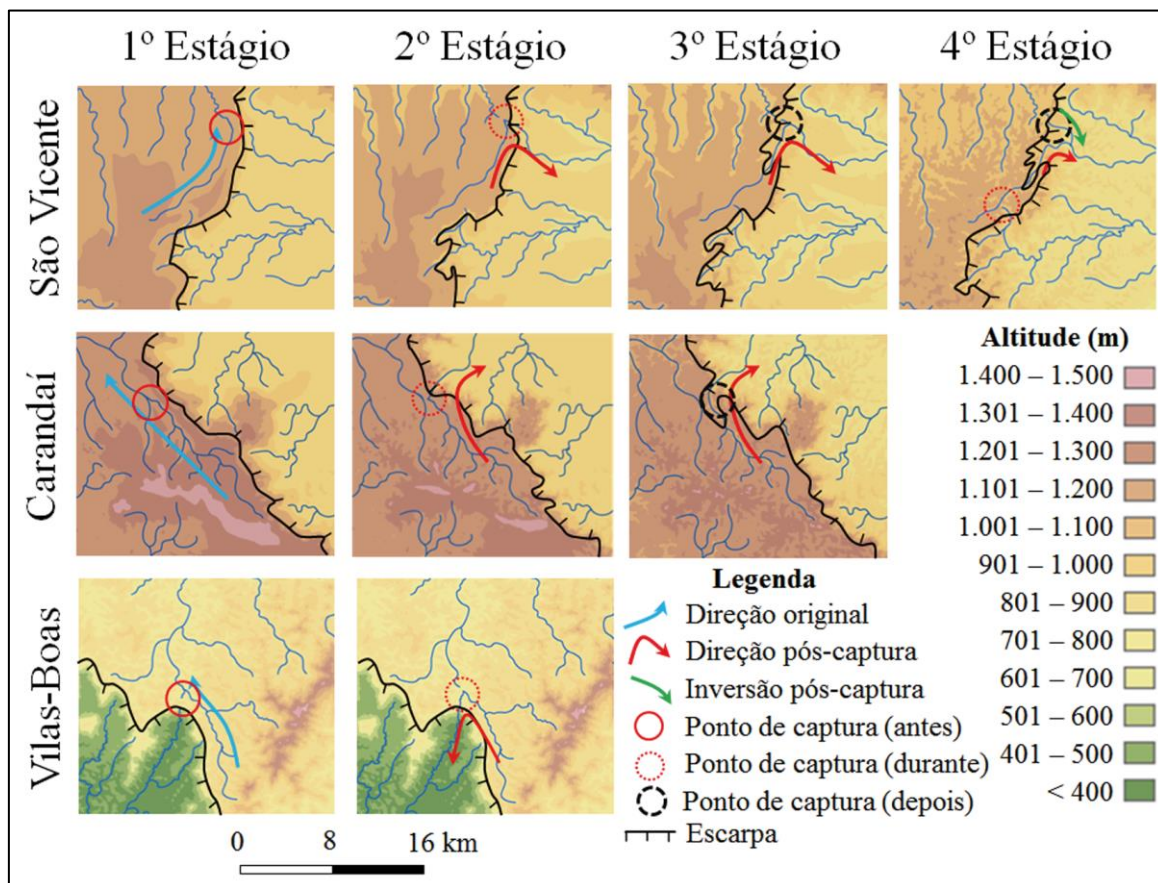 1º Estágio
2º Estágio
3º Estágio
4º Estágio
São Vicente
Carandaí
Vilas-Boas
Altitude (m)
1.400 – 1.500
1.301 – 1.400
1.201 – 1.300
1.101 – 1.200
1.001 – 1.100
901 – 1.000
801 – 900
701 – 800
601 – 700
501 – 600
401 – 500
< 400
Legenda
Direção original
Direção pós-captura
Inversão pós-captura
Ponto de captura (antes)
Ponto de captura (durante)
Ponto de captura (depois)
Escarpa
0 8 16 km